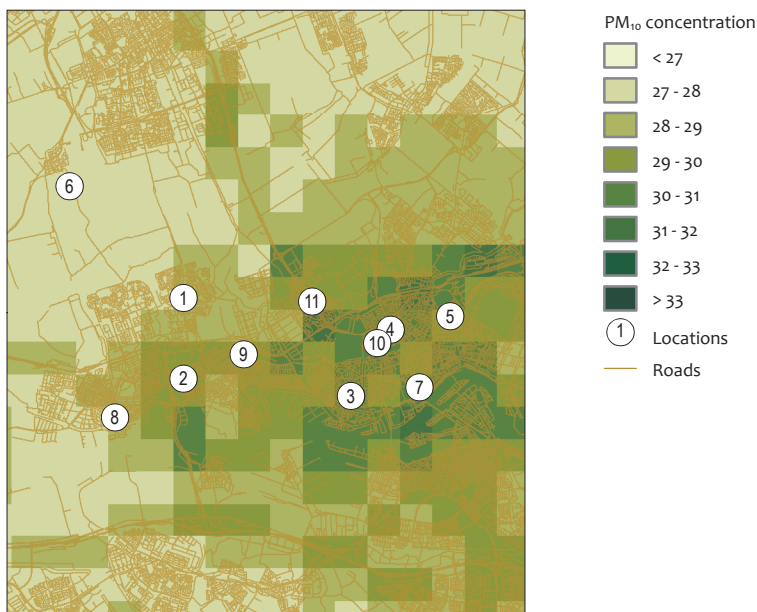 PM₁₀ concentration
< 27
27 - 28
28 - 29
29 - 30
30 - 31
31 - 32
32 - 33
> 33
1 Locations
Roads
6
1
11
5
4
10
9
2
7
3
8